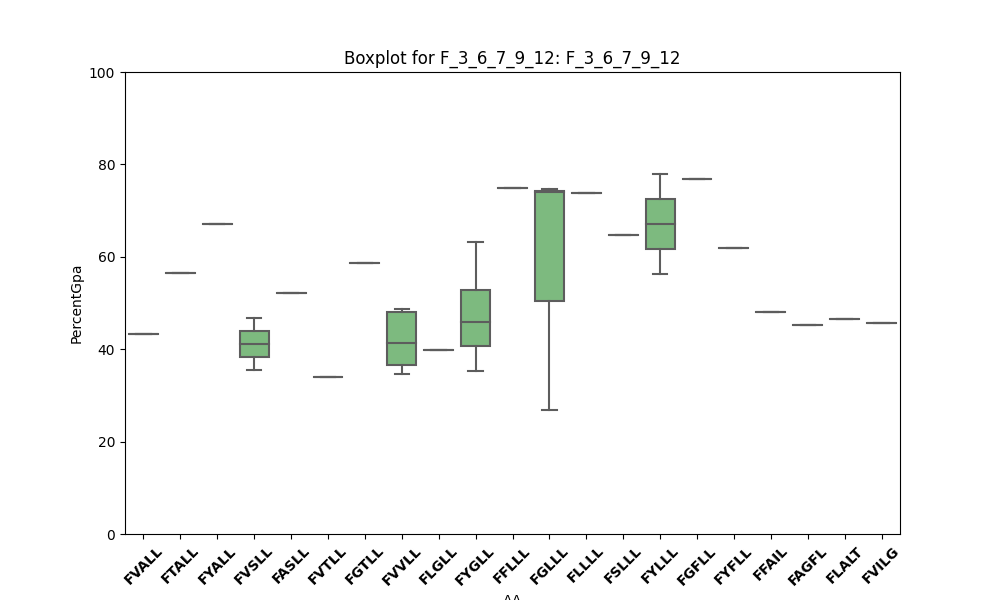 Boxplot for F_3_6_7_9_12: F_3_6_7_9_12
100
80
60
40
20
0
PercentGpa
FVALL FTALL FYALL FVSLL FASLL FVTLL FGTLL FVVLL FLGLL FYGLL FFLLL FGLLL FLLLL FSLLL FYLLL FGFLL FYFLL FFAIL FAGFL FLALT FVILG
AA